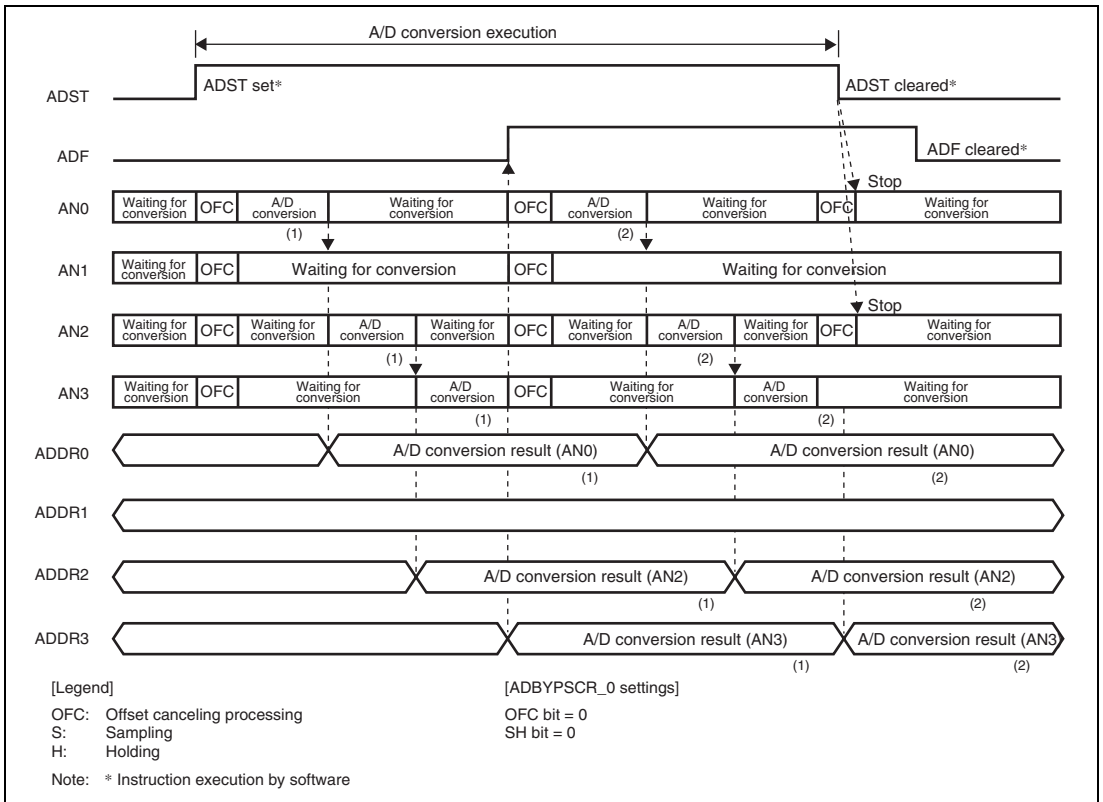 A/D conversion execution
ADST ADST set* ADST cleared*
ADF ADF cleared*
Stop
AN0 Waiting for conversion OFC A/D conversion Waiting for conversion OFC A/D conversion Waiting for conversion OFC Waiting for conversion
(1) (2)
AN1 Waiting for conversion OFC Waiting for conversion OFC Waiting for conversion
Stop
AN2 Waiting for conversion OFC Waiting for conversion A/D conversion Waiting for conversion OFC Waiting for conversion A/D conversion Waiting for conversion OFC Waiting for conversion
(1) (2)
AN3 Waiting for conversion OFC Waiting for conversion A/D conversion OFC Waiting for conversion A/D conversion Waiting for conversion
(1) (2)
ADDR0 A/D conversion result (AN0) A/D conversion result (AN0)
(1) (2)
ADDR1
ADDR2 A/D conversion result (AN2) A/D conversion result (AN2)
(1) (2)
ADDR3 A/D conversion result (AN3) A/D conversion result (AN3
(1) (2)
[Legend] [ADBYPSCR_0 settings]
OFC: Offset canceling processing OFC bit = 0
S: Sampling SH bit = 0
H: Holding
Note: * Instruction execution by software